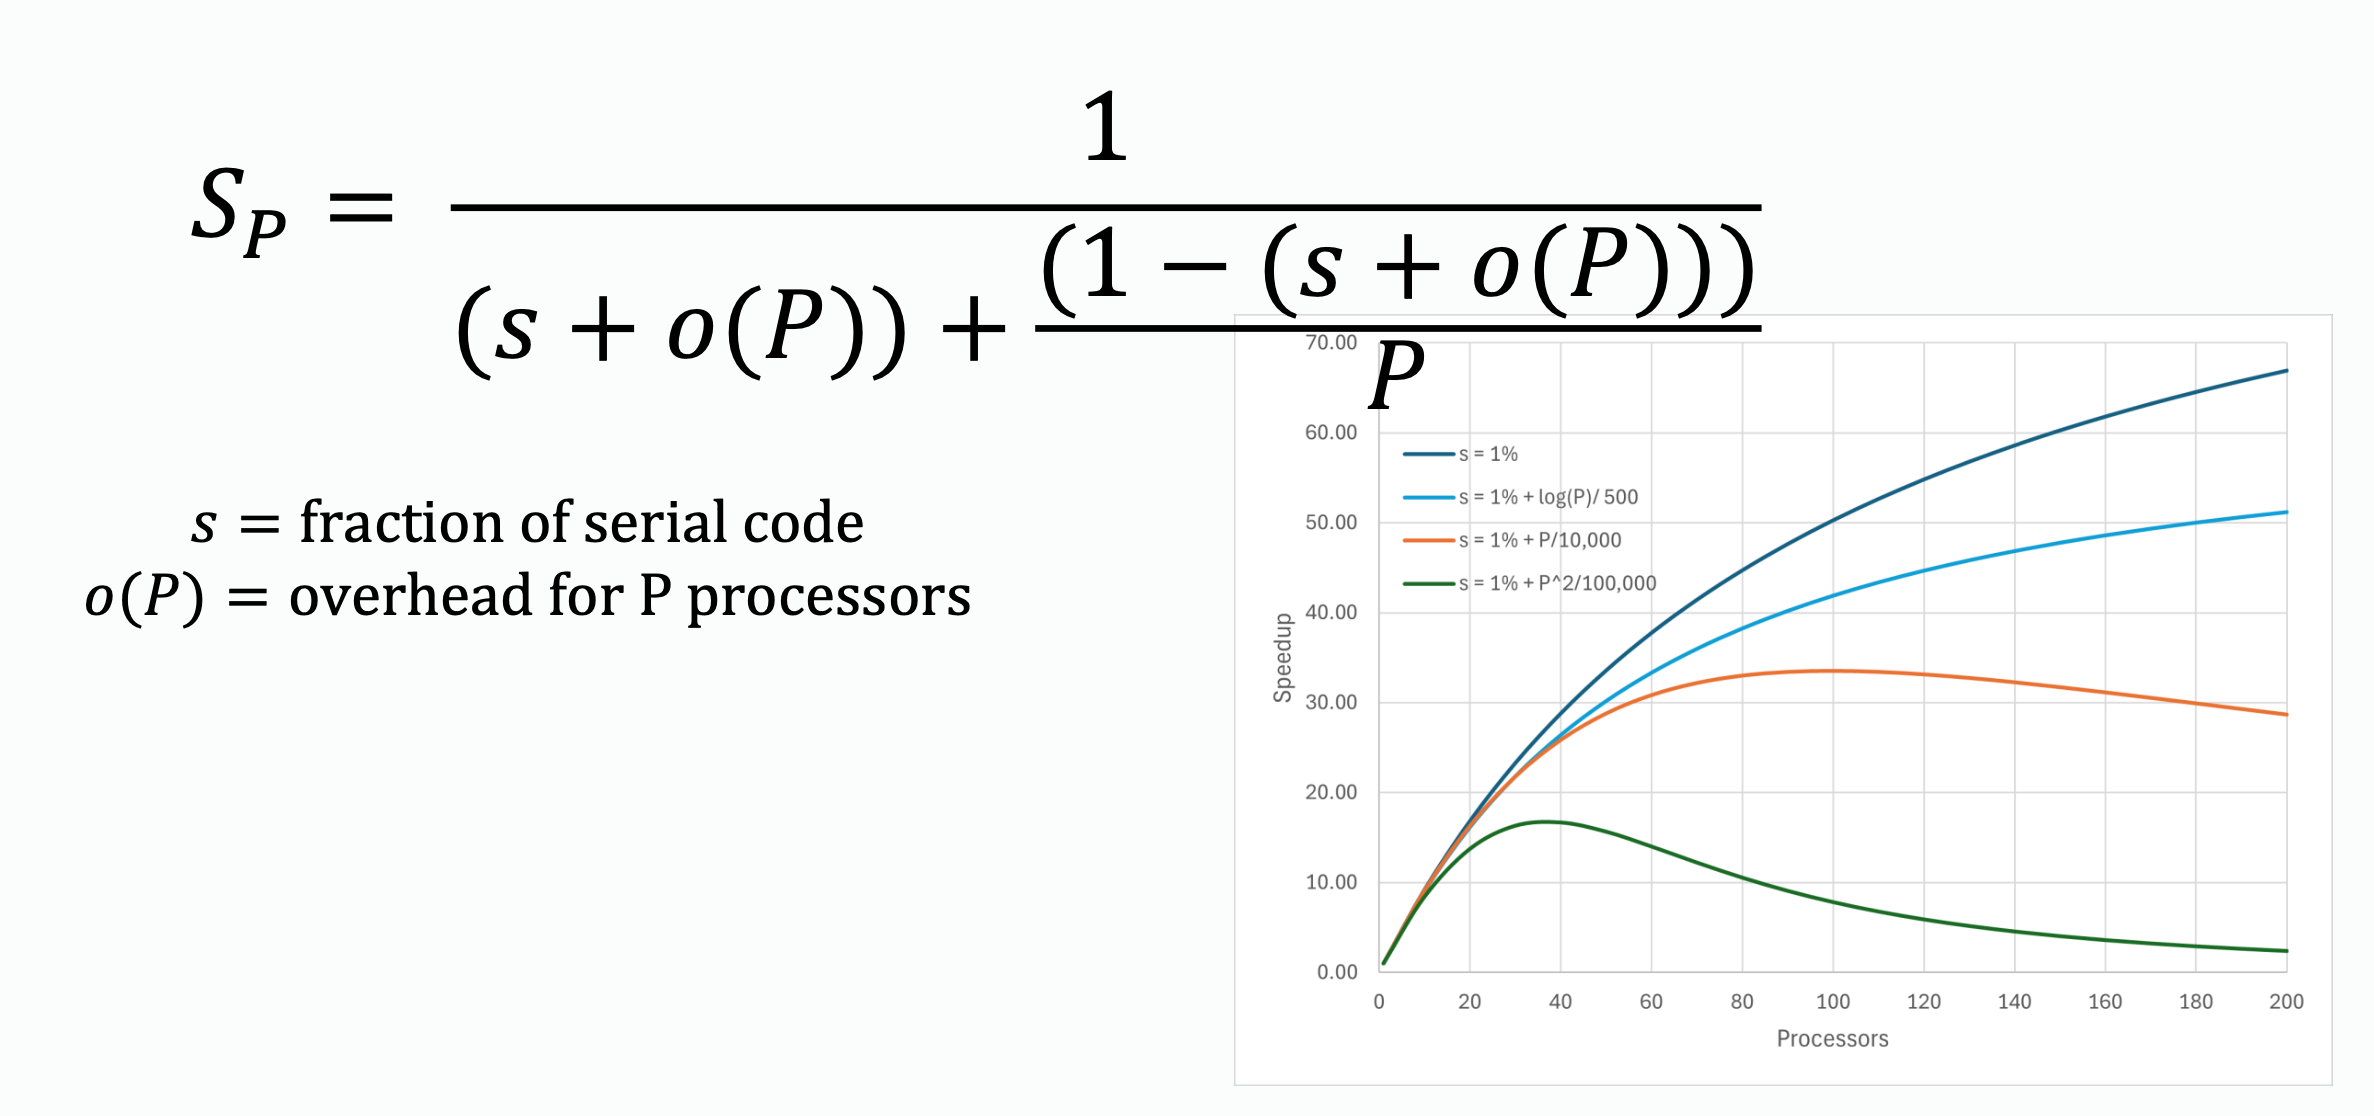 S_P = 1 / ((s + o(P)) + (1 − (s + o(P))) / P)
s = fraction of serial code
o(P) = overhead for P processors
70.00
60.00
50.00
40.00
30.00
20.00
10.00
0.00
Speedup
s = 1%
s = 1% + log(P)/ 500
s = 1% + P/10,000
s = 1% + P^2/100,000
0 20 40 60 80 100 120 140 160 180 200
Processors